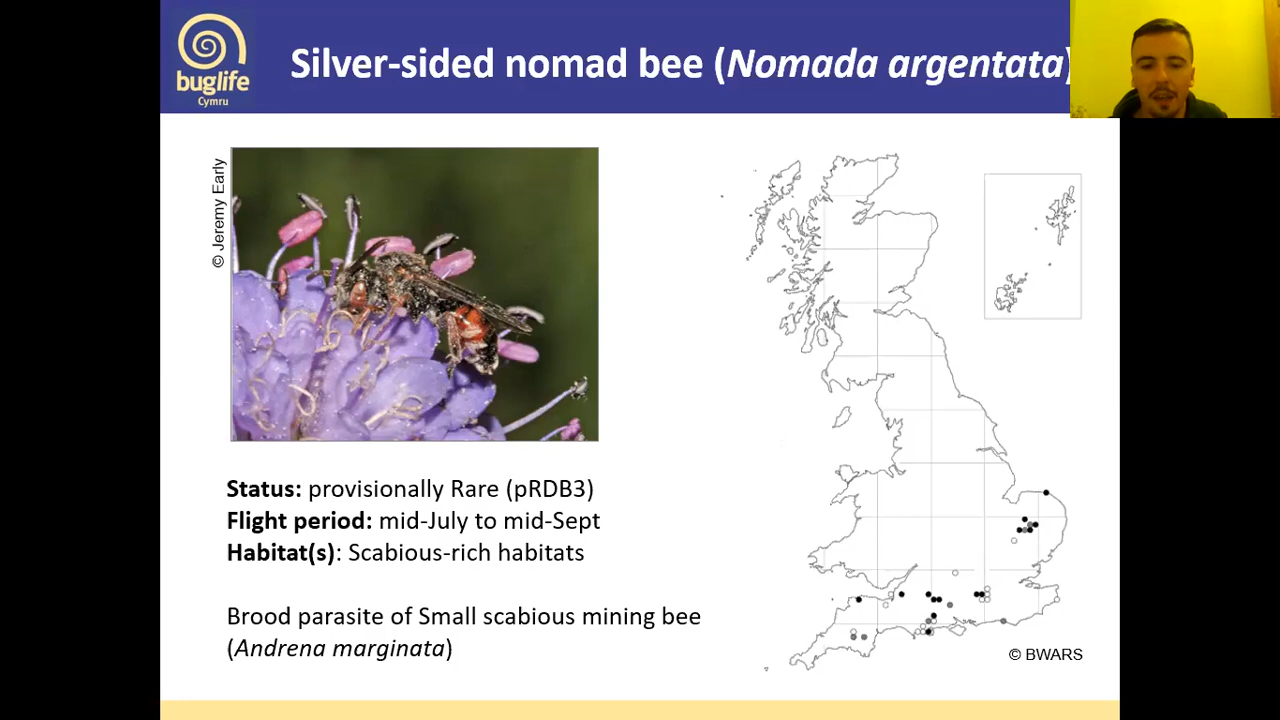 buglife
Cymru
Silver-sided nomad bee (Nomada argentata)
© Jeremy Early
Status: provisionally Rare (pRDB3)
Flight period: mid-July to mid-Sept
Habitat(s): Scabious-rich habitats
Brood parasite of Small scabious mining bee
(Andrena marginata)
© BWARS